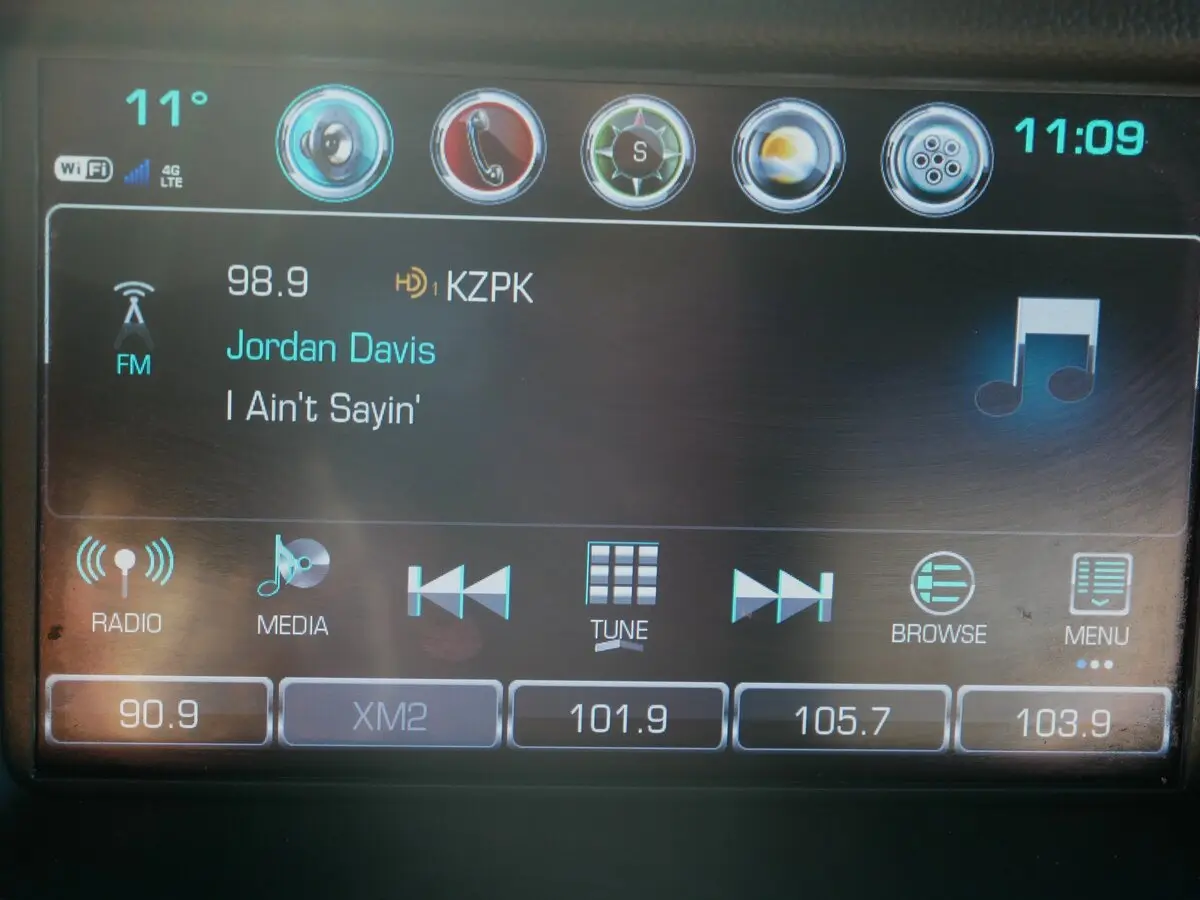 11° 11:09
WiFi 4G LTE
S
98.9 HD1 KZPK
FM
Jordan Davis
I Ain't Sayin'
RADIO MEDIA TUNE BROWSE MENU
90.9 XM2 101.9 105.7 103.9